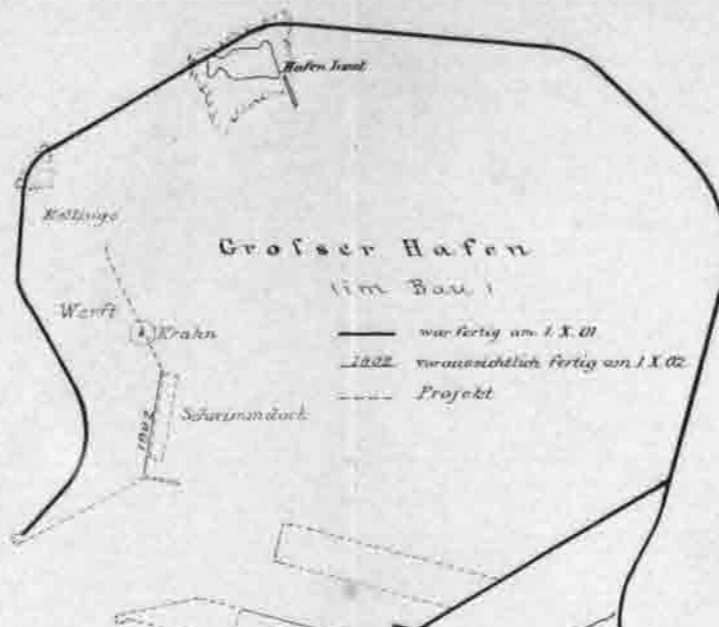 Hafen Insel
Hellinge
Großer Hafen
(im Bau)
Werft
Krahn
war fertig am 1. X. 01
1902 voraussichtlich fertig am 1 X 02
Projekt
Schwimmdock
1902